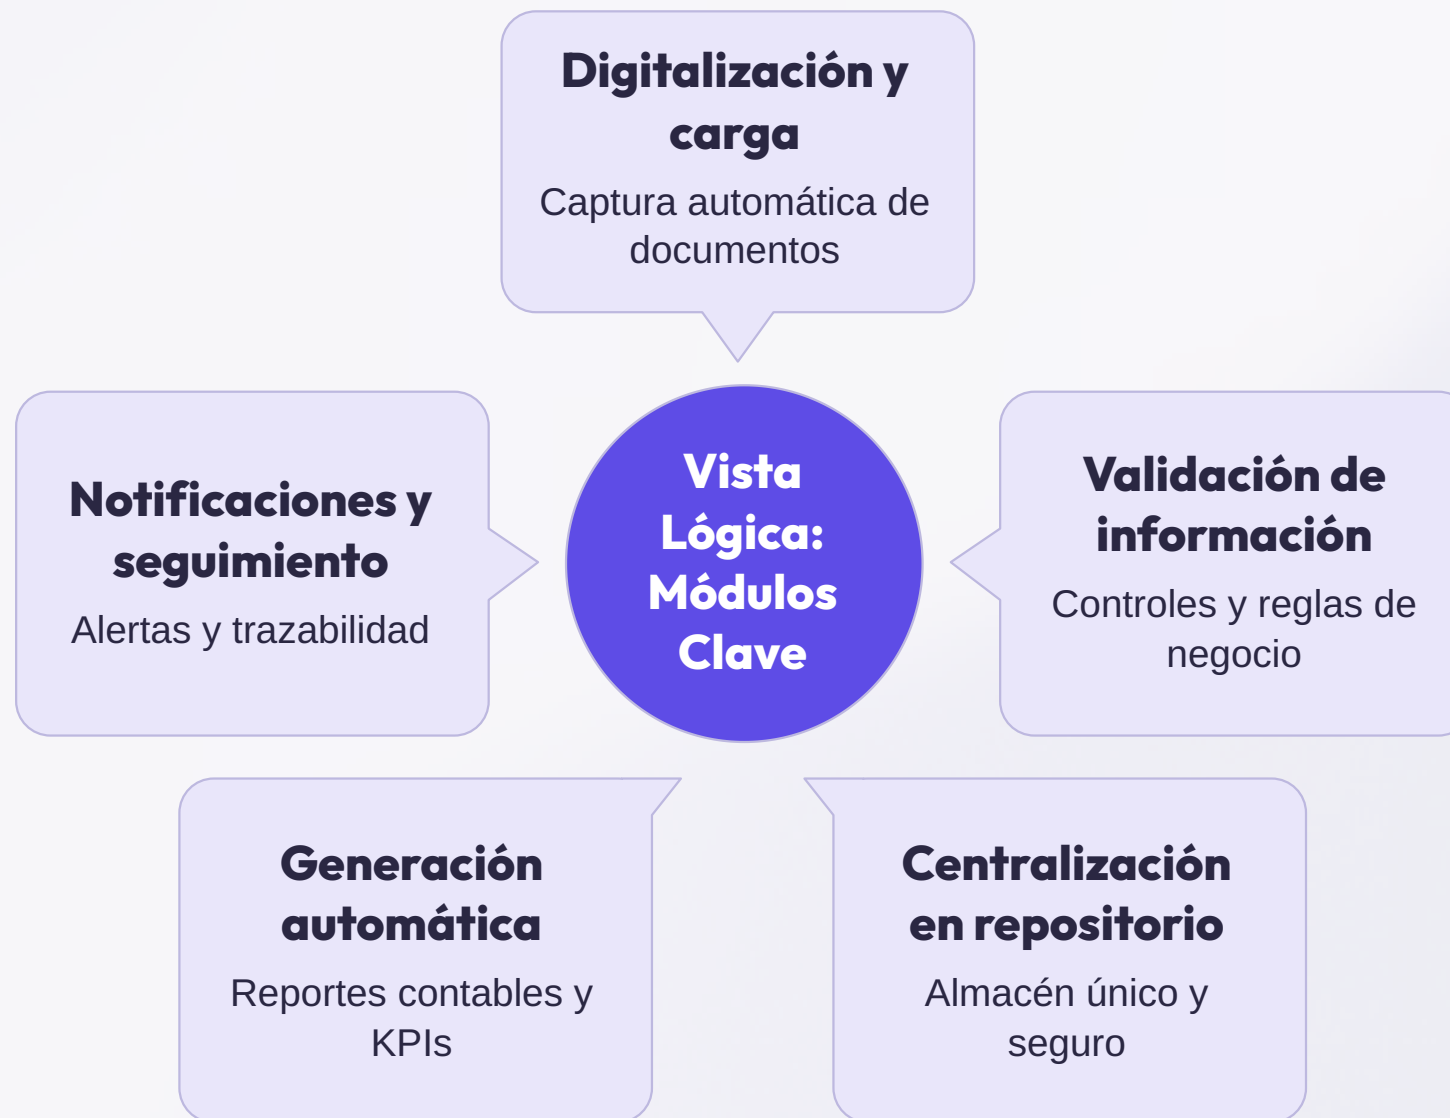 Digitalización y
carga
Captura automática de
documentos
Notificaciones y
seguimiento
Alertas y trazabilidad
Vista
Lógica:
Módulos
Clave
Validación de
información
Controles y reglas de
negocio
Generación
automática
Reportes contables y
KPIs
Centralización
en repositorio
Almacén único y
seguro